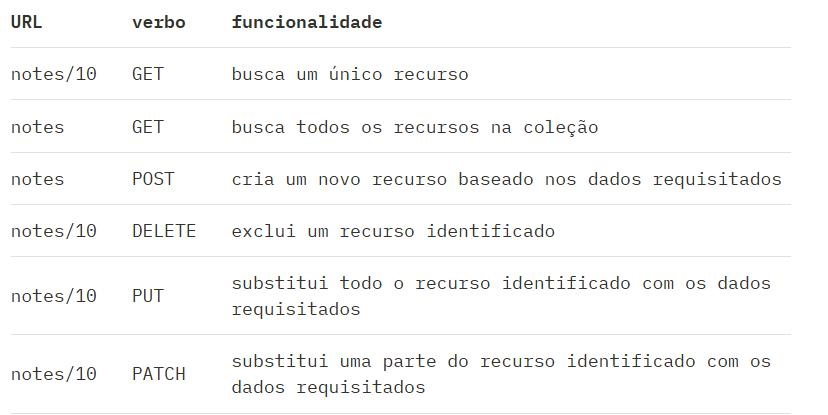 URL verbo funcionalidade
notes/10 GET busca um único recurso
notes GET busca todos os recursos na coleção
notes POST cria um novo recurso baseado nos dados requisitados
notes/10 DELETE exclui um recurso identificado
notes/10 PUT substitui todo o recurso identificado com os dados
requisitados
notes/10 PATCH substitui uma parte do recurso identificado com os
dados requisitados